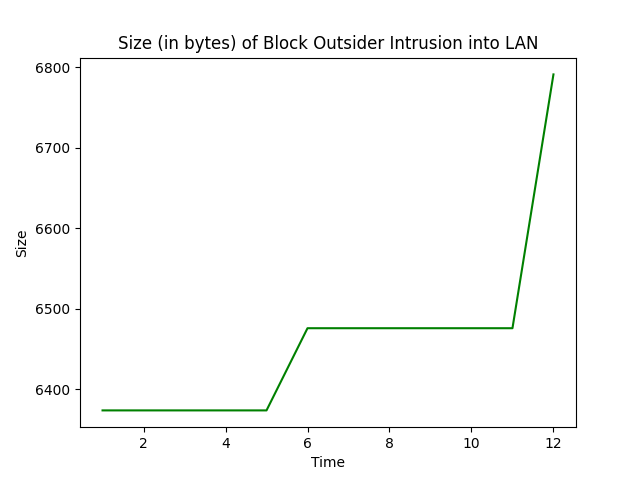 Size (in bytes) of Block Outsider Intrusion into LAN
6800
6700
6600
6500
6400
Size
2 4 6 8 10 12
Time